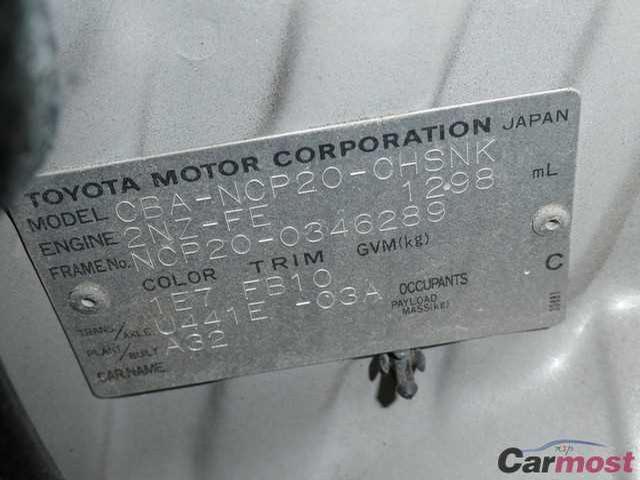 TOYOTA MOTOR CORPORATION JAPAN
MODEL CBA-NCP20-CHSNK
ENGINE 2NZ-FE 1298 mL
FRAME No. NCP20-0346289
COLOR TRIM GVM(kg)
1E7 FB10 C
TRANS/AXLE U441E -03A OCCUPANTS
PLANT/BUILT A32 PAYLOAD MASS(kg)
CAR NAME
Carmost